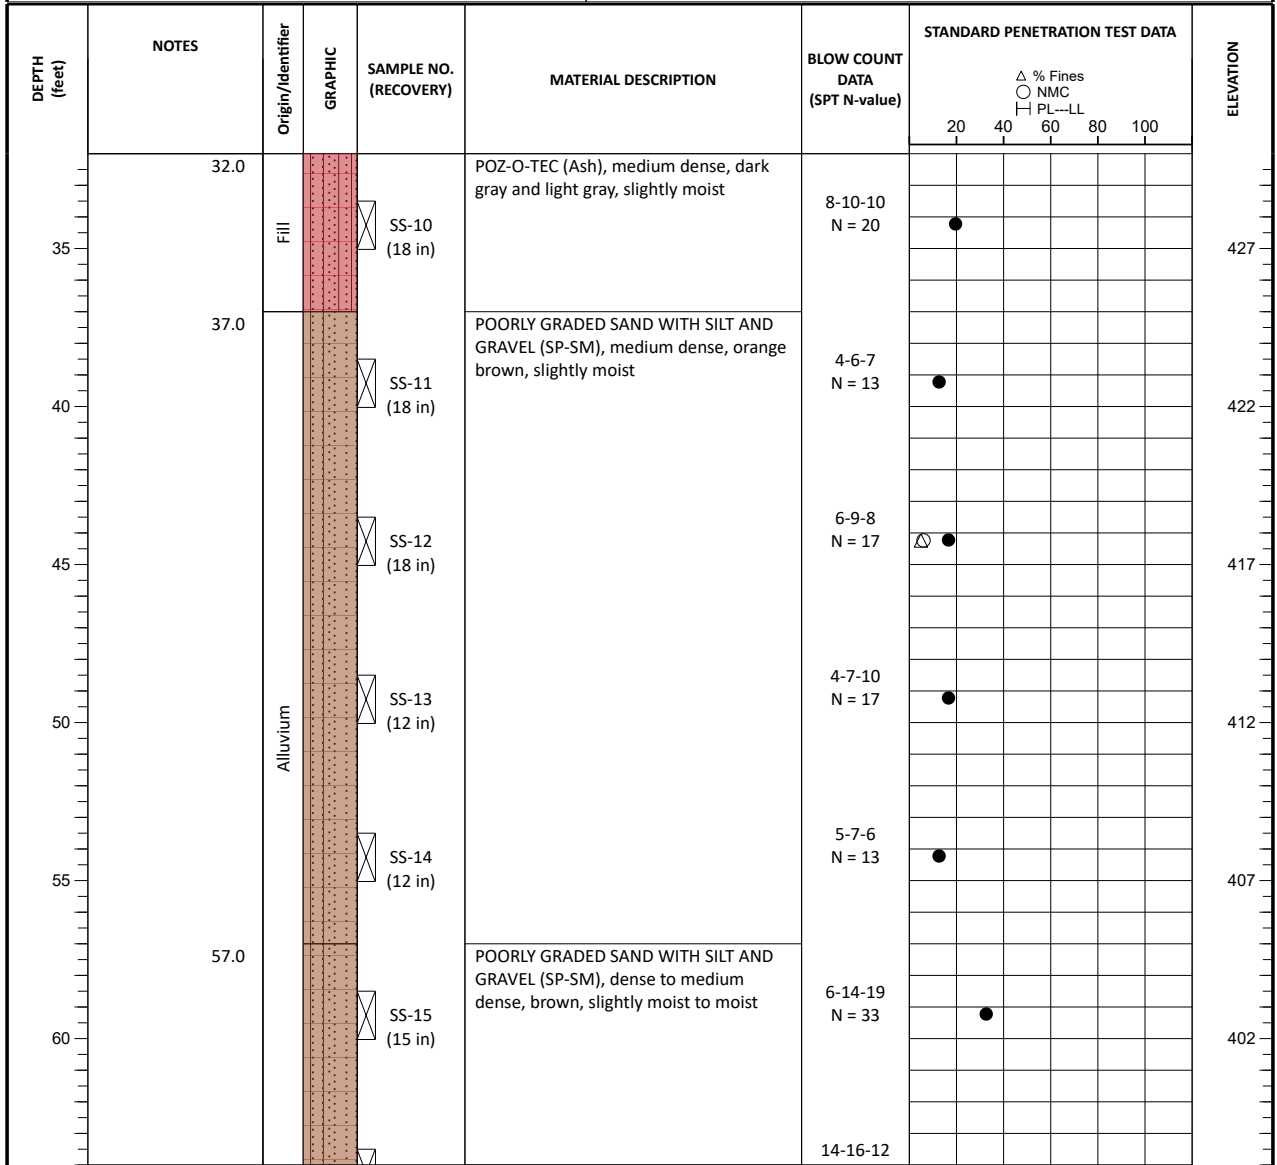 DEPTH
(feet)
NOTES
Origin/Identifier
GRAPHIC
SAMPLE NO.
(RECOVERY)
MATERIAL DESCRIPTION
BLOW COUNT
DATA
(SPT N-value)
STANDARD PENETRATION TEST DATA
% Fines
NMC
PL---LL
20 40 60 80 100
ELEVATION
32.0
Fill
POZ-O-TEC (Ash), medium dense, dark
gray and light gray, slightly moist
SS-10
(18 in)
8-10-10
N = 20
35
427
37.0
Alluvium
POORLY GRADED SAND WITH SILT AND
GRAVEL (SP-SM), medium dense, orange
brown, slightly moist
SS-11
(18 in)
4-6-7
N = 13
40
422
SS-12
(18 in)
6-9-8
N = 17
45
417
SS-13
(12 in)
4-7-10
N = 17
50
412
SS-14
(12 in)
5-7-6
N = 13
55
407
57.0
POORLY GRADED SAND WITH SILT AND
GRAVEL (SP-SM), dense to medium
dense, brown, slightly moist to moist
SS-15
(15 in)
6-14-19
N = 33
60
402
14-16-12